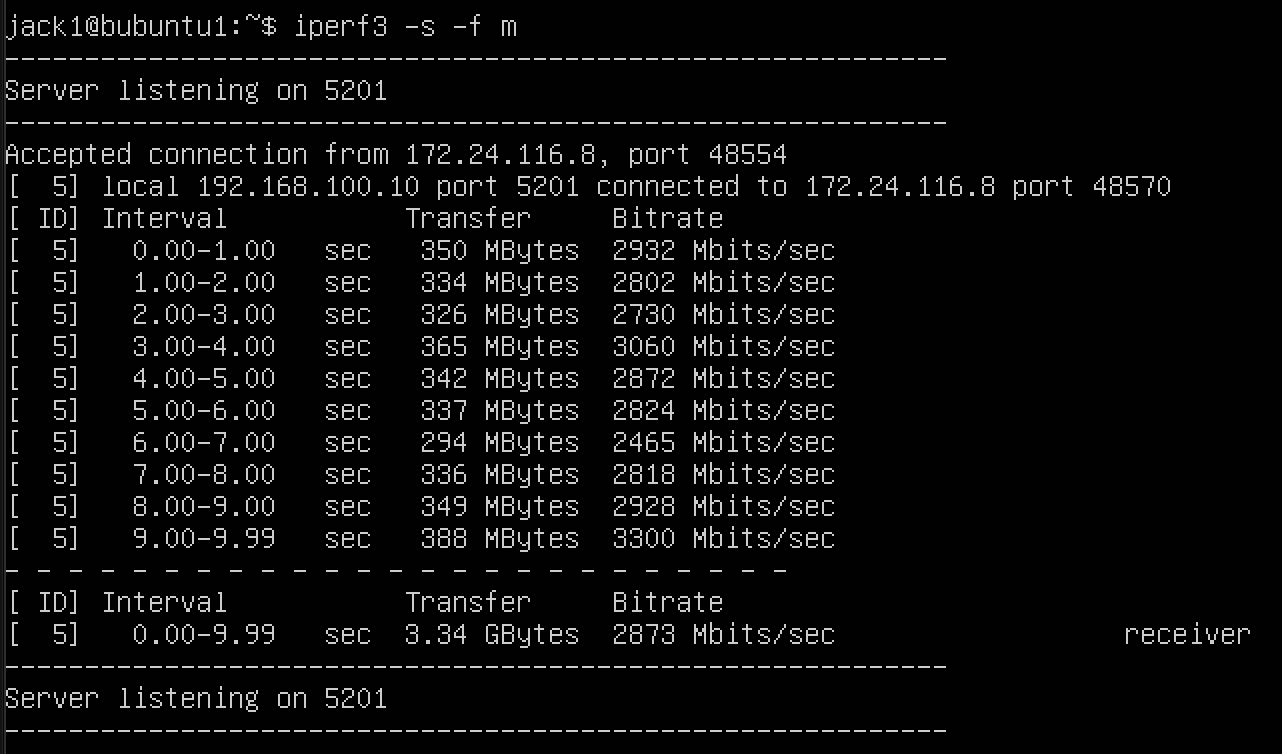 jack1@bubuntu1:~$ iperf3 -s -f m
-----------------------------------------------------------
Server listening on 5201
-----------------------------------------------------------
Accepted connection from 172.24.116.8, port 48554
[  5] local 192.168.100.10 port 5201 connected to 172.24.116.8 port 48570
[ ID] Interval           Transfer     Bitrate
[  5]   0.00-1.00   sec   350 MBytes  2932 Mbits/sec
[  5]   1.00-2.00   sec   334 MBytes  2802 Mbits/sec
[  5]   2.00-3.00   sec   326 MBytes  2730 Mbits/sec
[  5]   3.00-4.00   sec   365 MBytes  3060 Mbits/sec
[  5]   4.00-5.00   sec   342 MBytes  2872 Mbits/sec
[  5]   5.00-6.00   sec   337 MBytes  2824 Mbits/sec
[  5]   6.00-7.00   sec   294 MBytes  2465 Mbits/sec
[  5]   7.00-8.00   sec   336 MBytes  2818 Mbits/sec
[  5]   8.00-9.00   sec   349 MBytes  2928 Mbits/sec
[  5]   9.00-9.99   sec   388 MBytes  3300 Mbits/sec
- - - - - - - - - - - - - - - - - - - - - - - - -
[ ID] Interval           Transfer     Bitrate
[  5]   0.00-9.99   sec  3.34 GBytes  2873 Mbits/sec                  receiver
-----------------------------------------------------------
Server listening on 5201
-----------------------------------------------------------